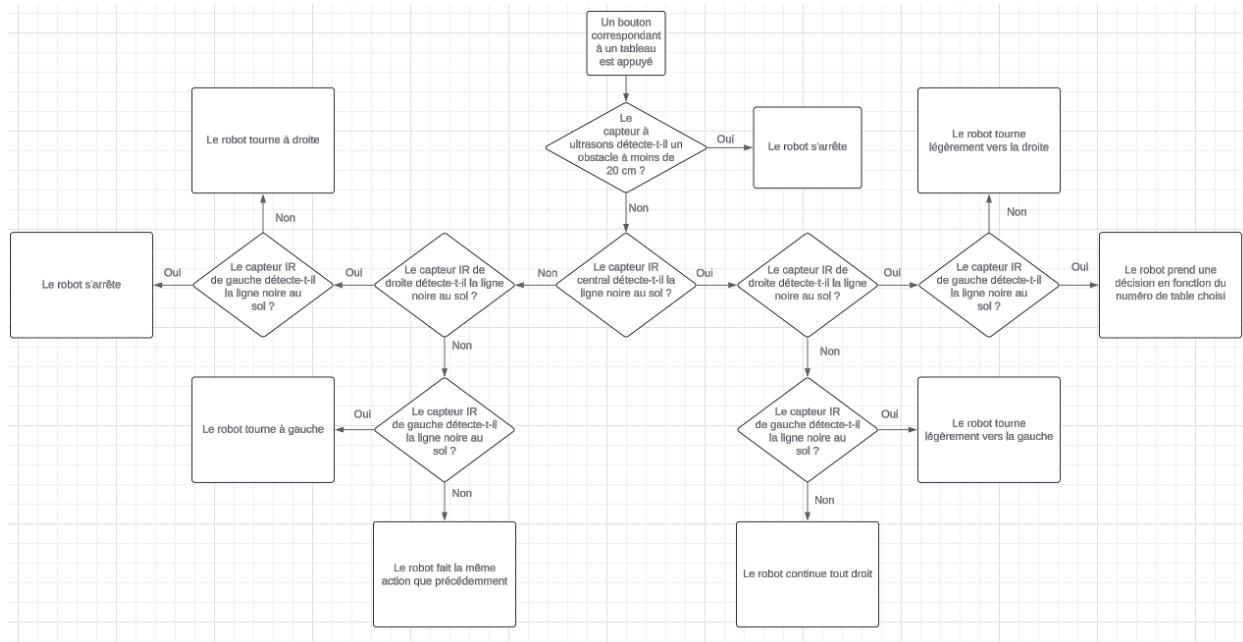 Un bouton
correspondant
à un tableau
est appuyé
Le
capteur à
ultrasons détecte-t-il un
obstacle à moins de
20 cm ?
Oui
Le robot s'arrête
Non
Le robot tourne à droite
Le robot tourne
légèrement vers la droite
Non
Non
Le robot s'arrête
Oui
Le capteur IR
de gauche détecte-t-il
la ligne noire au
sol ?
Oui
Le capteur IR de
droite détecte-t-il la ligne
noire au sol ?
Non
Le capteur IR
central détecte-t-il la
ligne noire au sol ?
Oui
Le capteur IR de
droite détecte-t-il la ligne
noire au sol ?
Oui
Le capteur IR
de gauche détecte-t-il
la ligne noire au
sol ?
Oui
Le robot prend une
décision en fonction du
numéro de table choisi
Non
Non
Le robot tourne à gauche
Oui
Le capteur IR
de gauche détecte-t-il
la ligne noire au
sol ?
Le capteur IR
de gauche détecte-t-il
la ligne noire au
sol ?
Oui
Le robot tourne
légèrement vers la gauche
Non
Non
Le robot fait la même
action que précédemment
Le robot continue tout droit